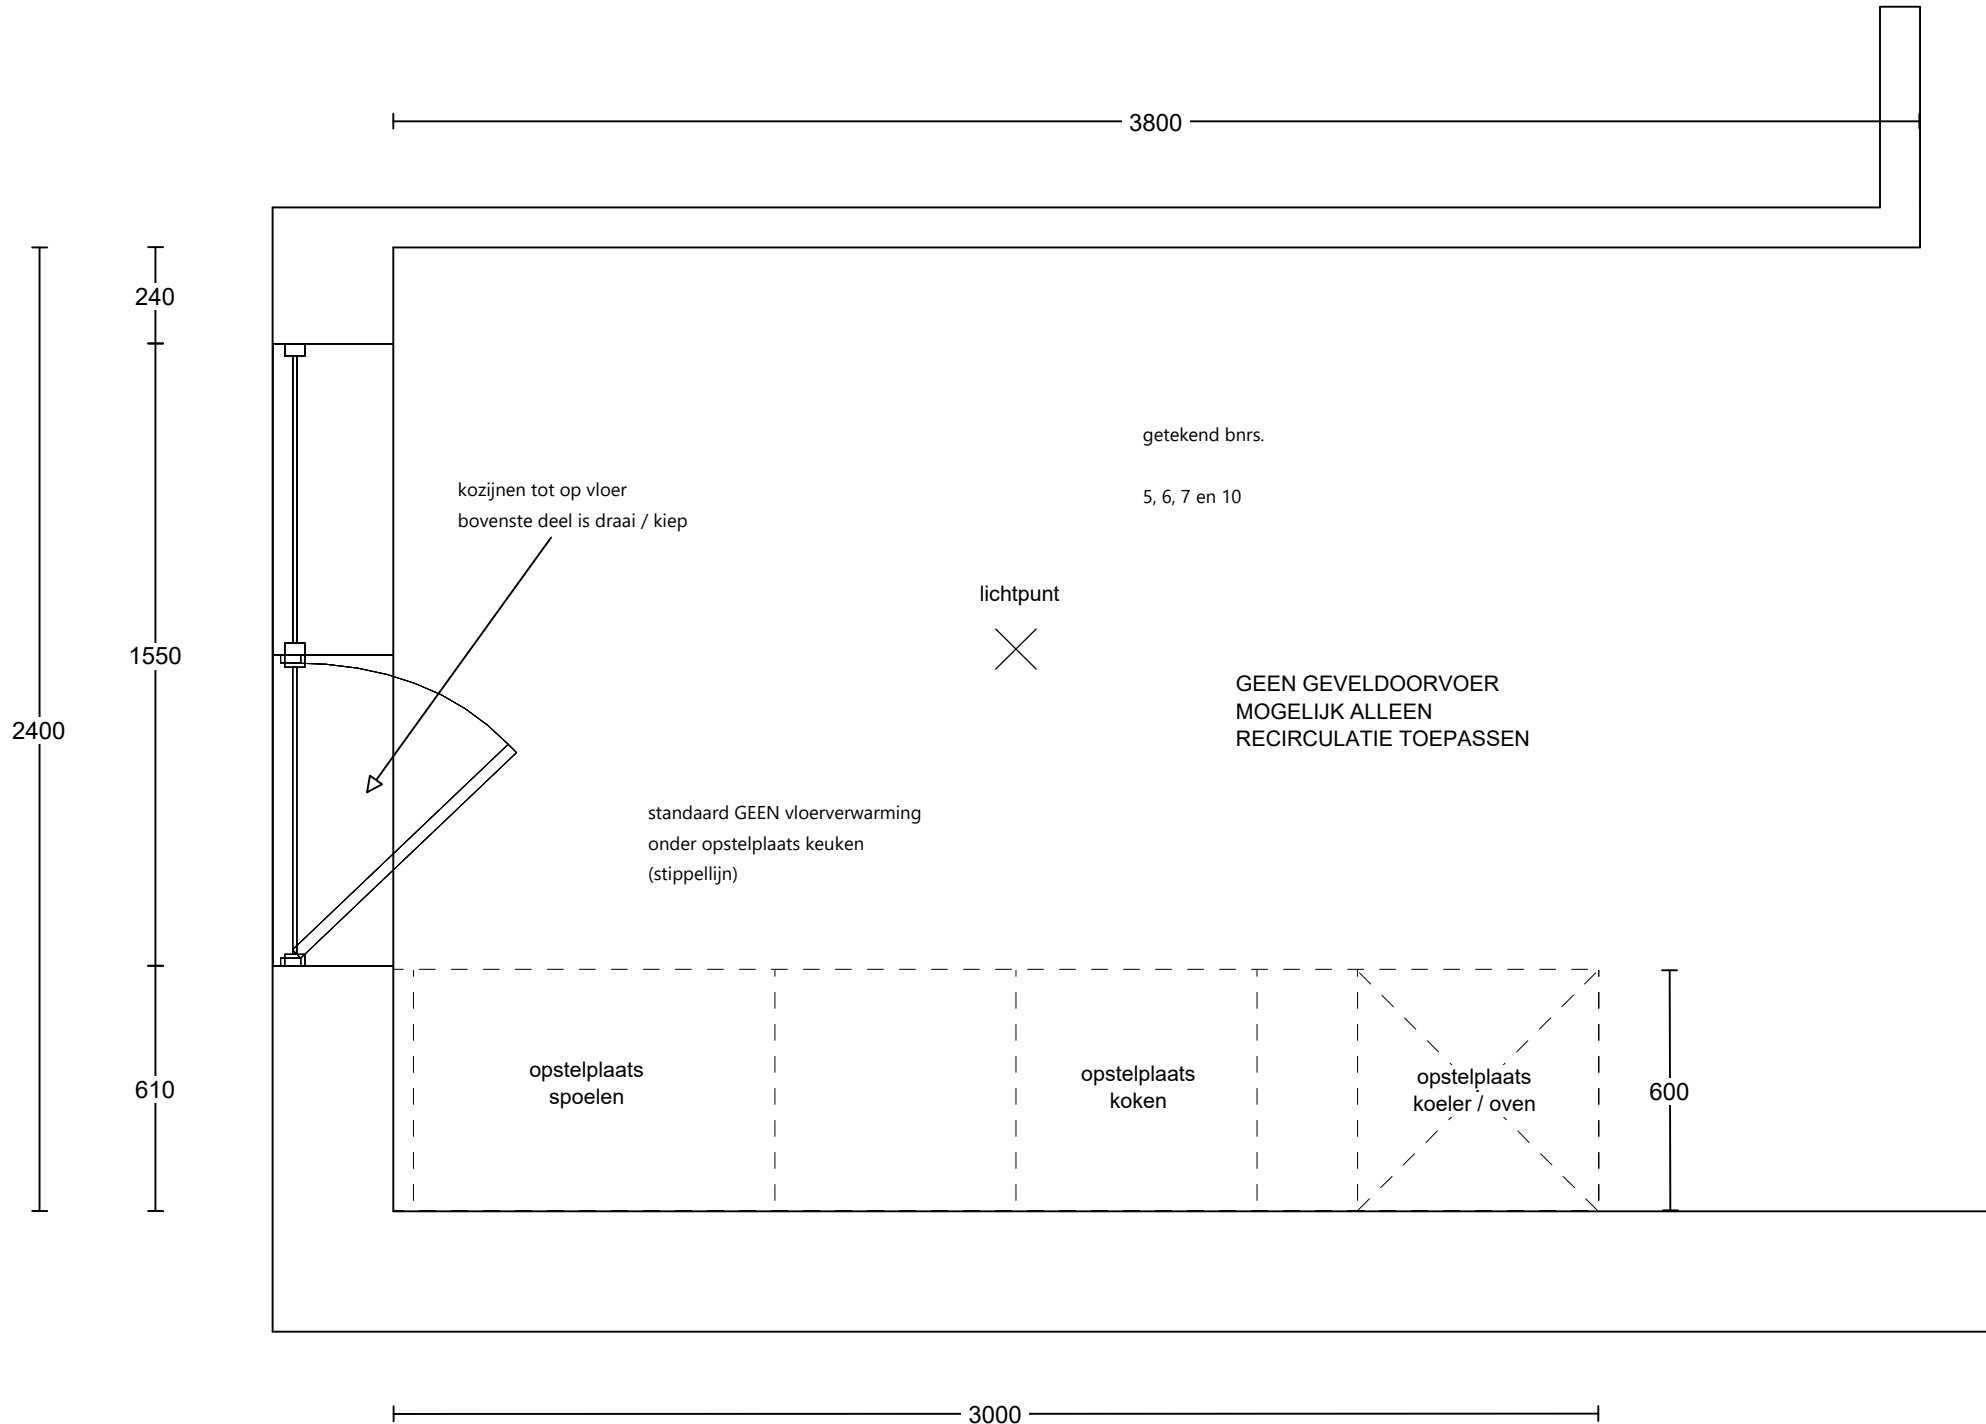 3800
240
getekend bnrs.
kozijnen tot op vloer
bovenste deel is draai / kiep
5, 6, 7 en 10
lichtpunt
1550
GEEN GEVELDOORVOER
MOGELIJK ALLEEN
RECIRCULATIE TOEPASSEN
2400
standaard GEEN vloerverwarming
onder opstelplaats keuken
(stippellijn)
610
opstelplaats
spoelen
opstelplaats
koken
opstelplaats
koeler / oven
600
3000